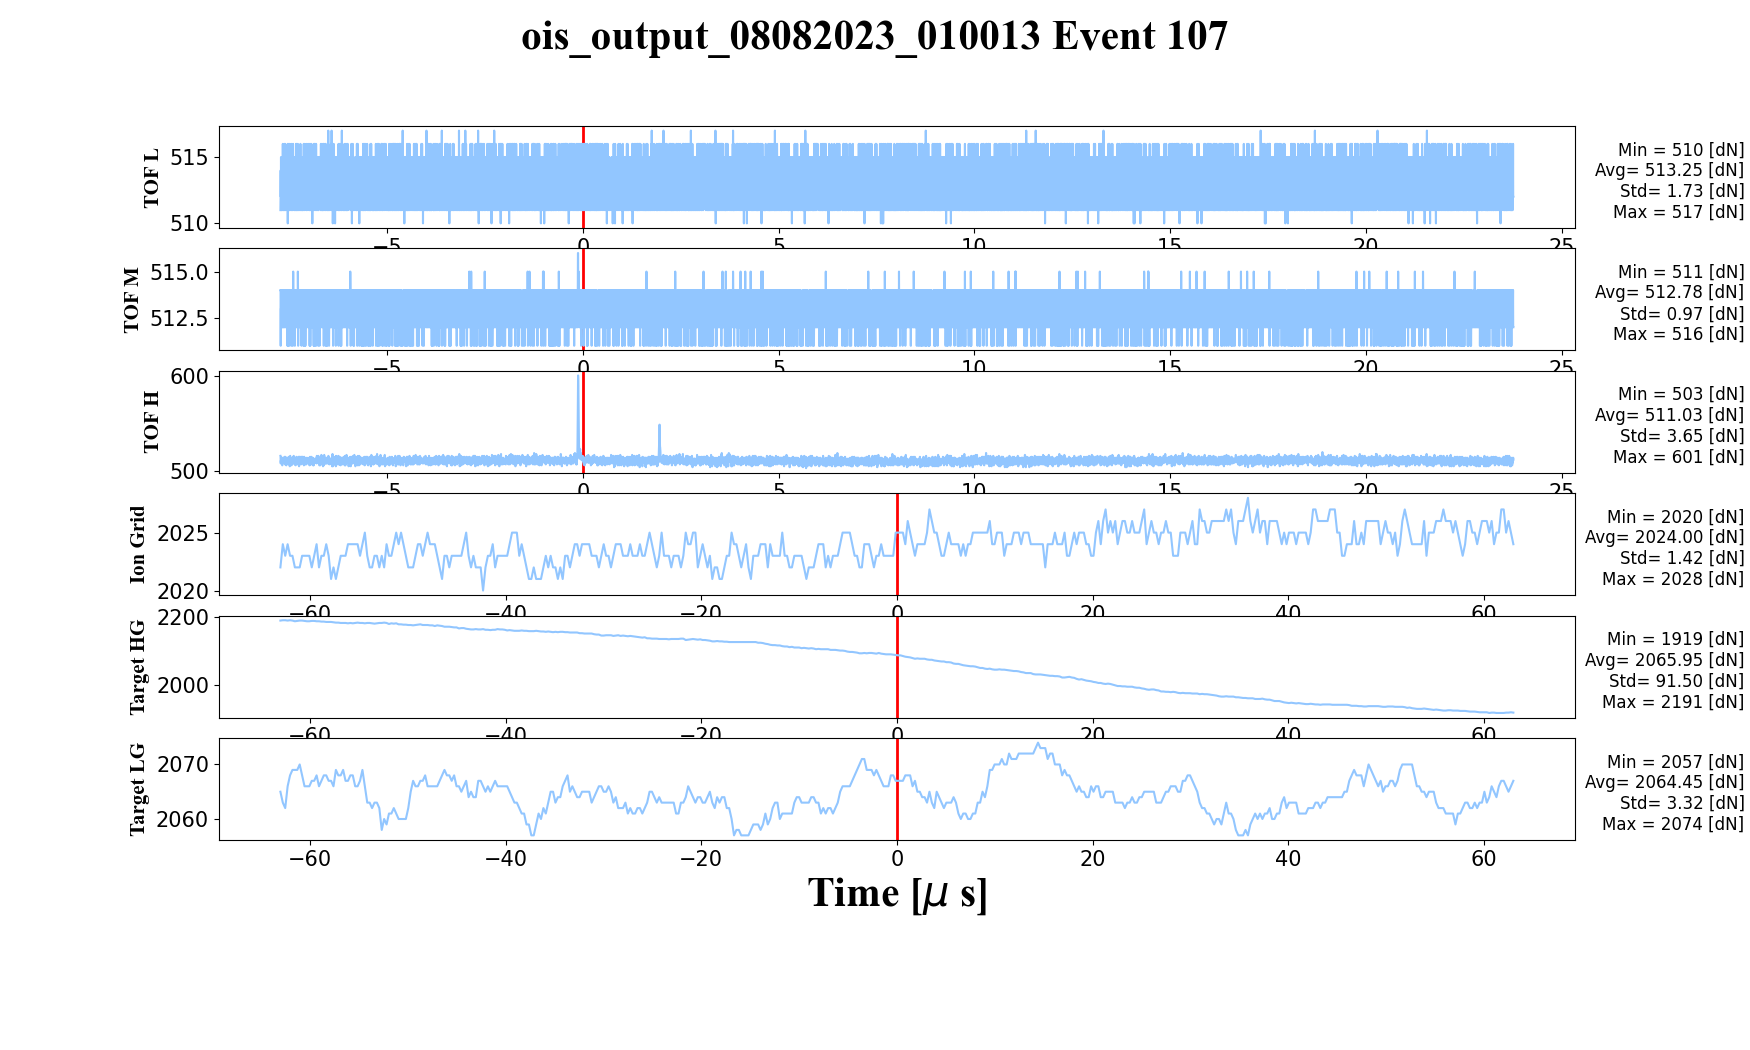 ois_output_08082023_010013 Event 107
TOF L
515
510
−5
0
5
10
15
20
25
Min = 510 [dN]
Avg= 513.25 [dN]
Std= 1.73 [dN]
Max = 517 [dN]
TOF M
515.0
512.5
−5
0
5
10
15
20
25
Min = 511 [dN]
Avg= 512.78 [dN]
Std= 0.97 [dN]
Max = 516 [dN]
TOF H
600
500
−5
0
5
10
15
20
25
Min = 503 [dN]
Avg= 511.03 [dN]
Std= 3.65 [dN]
Max = 601 [dN]
Ion Grid
2025
2020
−60
−40
−20
0
20
40
60
Min = 2020 [dN]
Avg= 2024.00 [dN]
Std= 1.42 [dN]
Max = 2028 [dN]
Target HG
2200
2000
−60
−40
−20
0
20
40
60
Min = 1919 [dN]
Avg= 2065.95 [dN]
Std= 91.50 [dN]
Max = 2191 [dN]
Target LG
2070
2060
−60
−40
−20
0
20
40
60
Min = 2057 [dN]
Avg= 2064.45 [dN]
Std= 3.32 [dN]
Max = 2074 [dN]
Time [μ s]